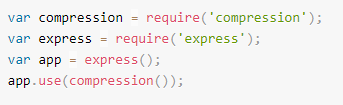 var compression = require('compression');
var express = require('express');
var app = express();
app.use(compression());